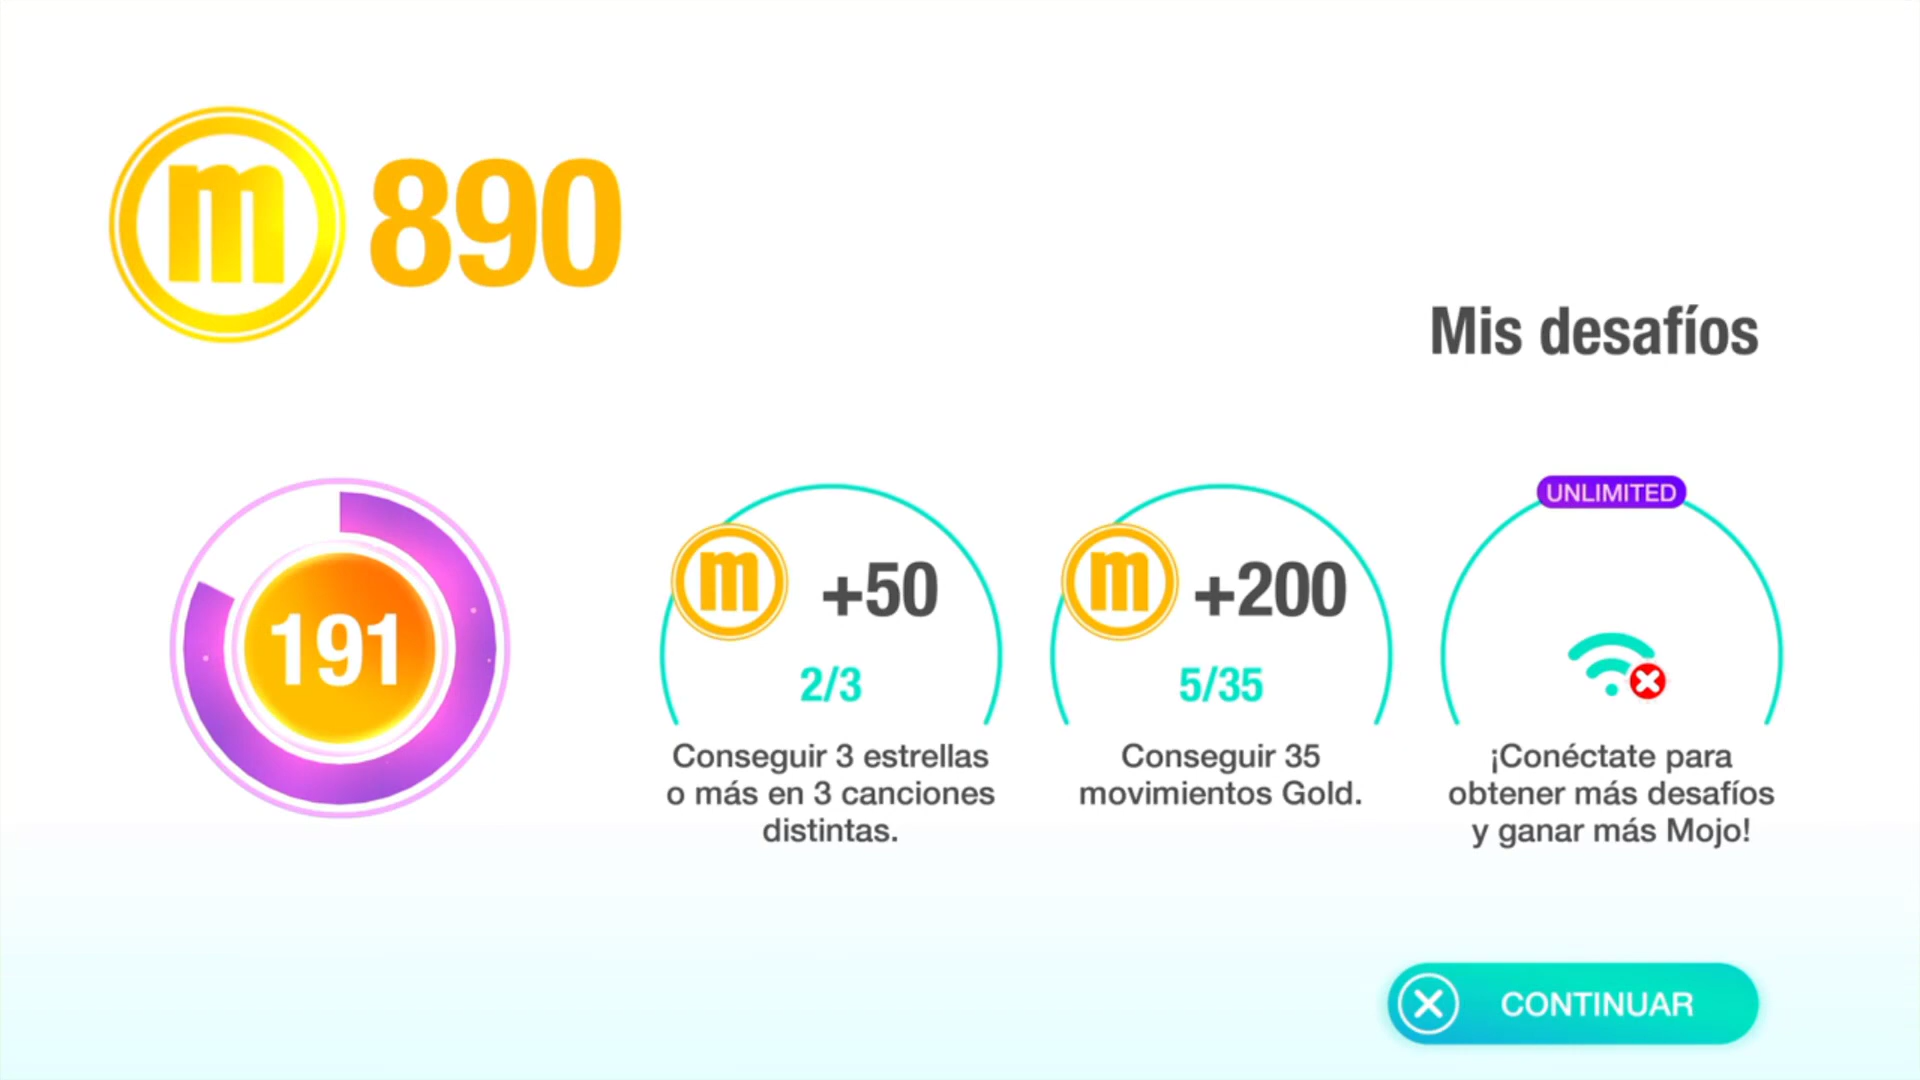 m 890
Mis desafíos
191
m +50
2/3
Conseguir 3 estrellas
o más en 3 canciones
distintas.
m +200
5/35
Conseguir 35
movimientos Gold.
UNLIMITED
¡Conéctate para
obtener más desafíos
y ganar más Mojo!
CONTINUAR